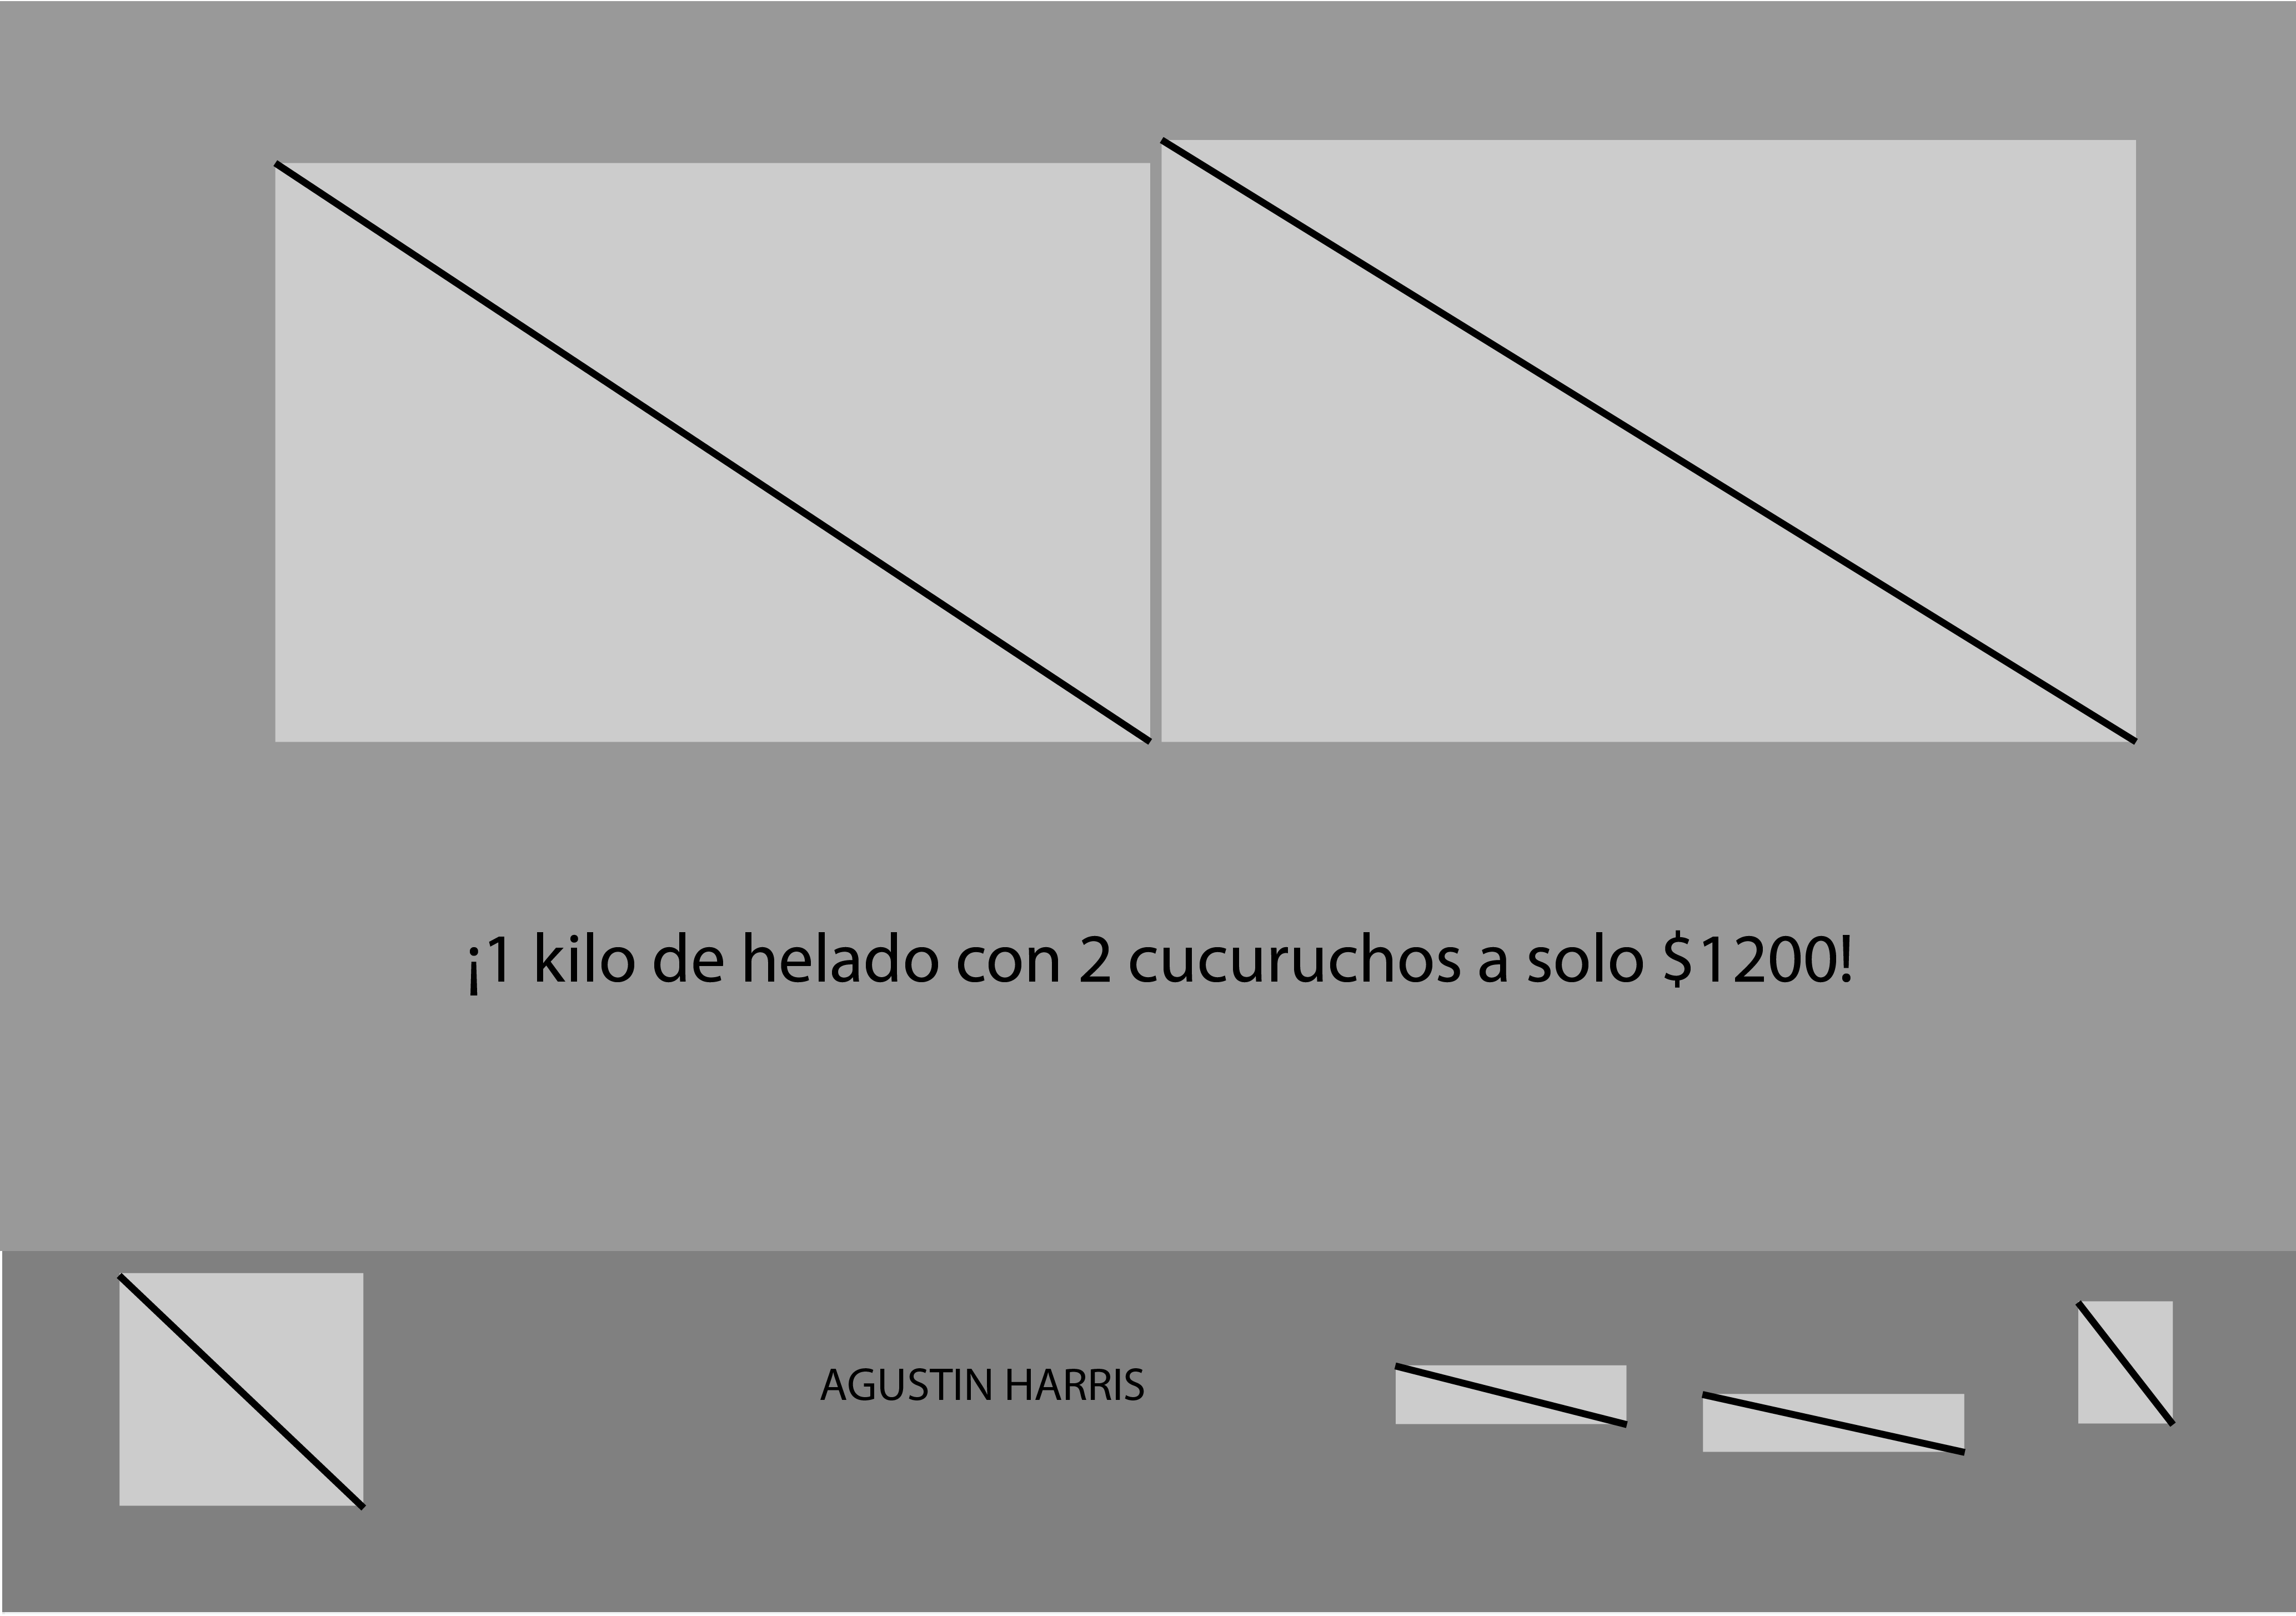 ¡1 kilo de helado con 2 cucuruchos a solo $1200!
AGUSTIN HARRIS